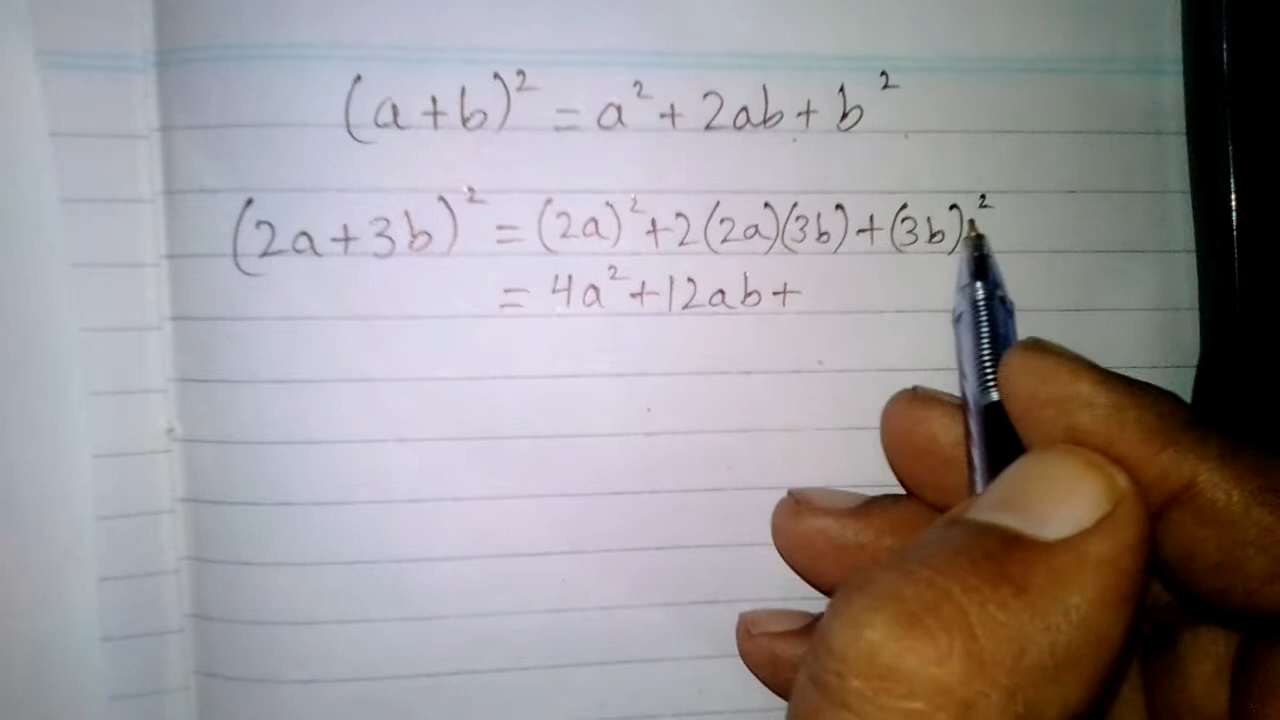 (a+b)² = a² + 2ab + b²
(2a+3b)² = (2a)² + 2(2a)(3b) + (3b)²
= 4a² + 12ab +